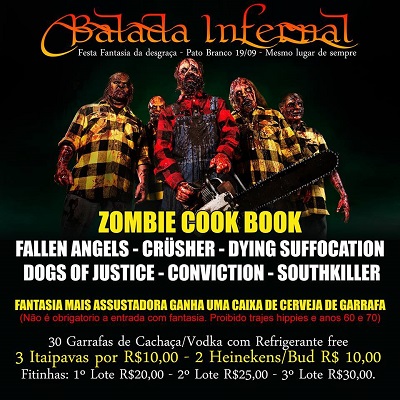 Balada Infernal
Festa Fantasia da desgraça - Pato Branco 19/09 - Mesmo lugar de sempre
ZOMBIE COOK BOOK
FALLEN ANGELS - CRÜSHER - DYING SUFFOCATION
DOGS OF JUSTICE - CONVICTION - SOUTHKILLER
FANTASIA MAIS ASSUSTADORA GANHA UMA CAIXA DE CERVEJA DE GARRAFA
(Não é obrigatorio a entrada com fantasia. Proibido trajes hippies e anos 60 e 70)
30 Garrafas de Cachaça/Vodka com Refrigerante free
3 Itaipavas por R$10,00 - 2 Heinekens/Bud R$ 10,00
Fitinhas: 1º Lote R$20,00 - 2º Lote R$25,00 - 3º Lote R$30,00.